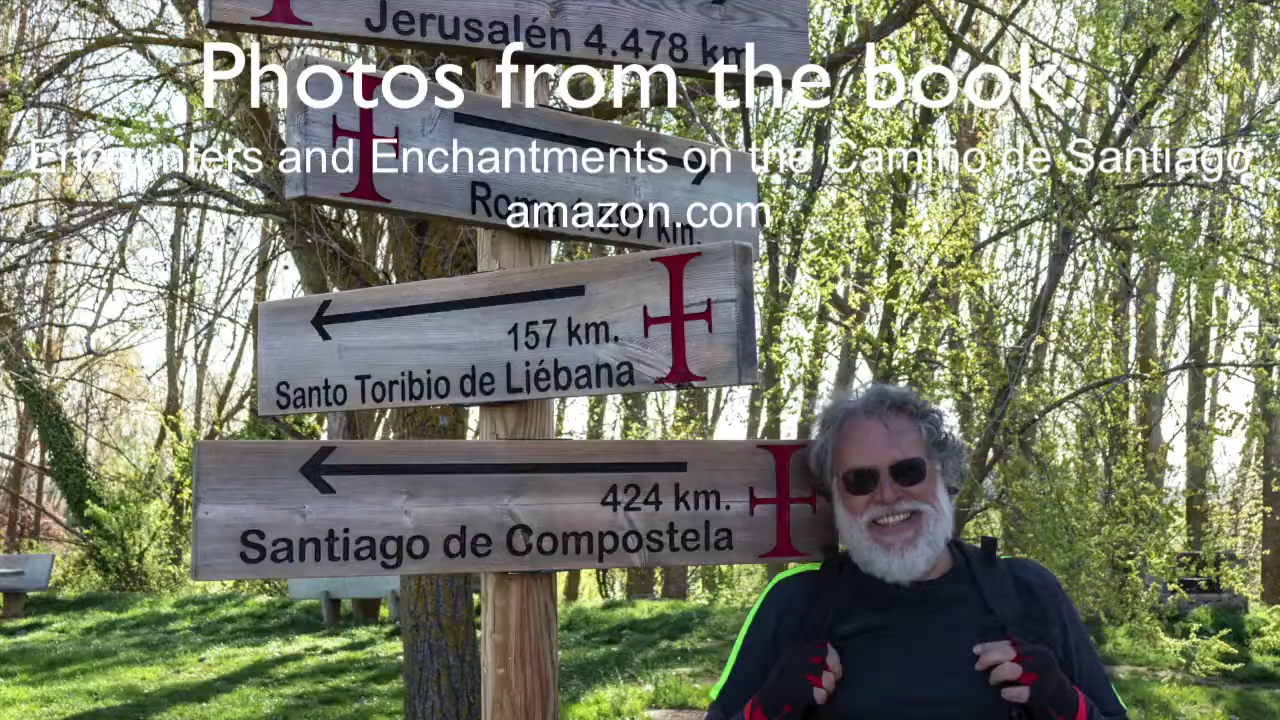 Jerusalén 4.478 km
Photos from the book:
Encounters and Enchantments on the Camino de Santiago
amazon.com
km.
157 km.
Santo Toribio de Liébana
424 km.
Santiago de Compostela